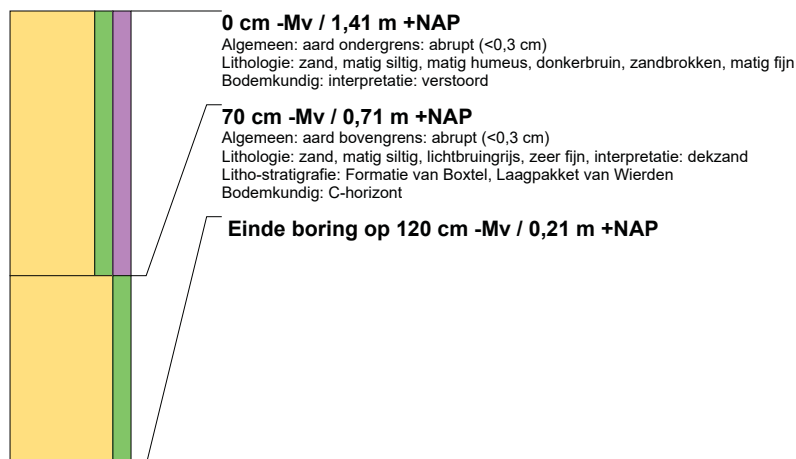 0 cm -Mv / 1,41 m +NAP
Algemeen: aard ondergrens: abrupt (<0,3 cm)
Lithologie: zand, matig siltig, matig humeus, donkerbruin, zandbrokken, matig fijn
Bodemkundig: interpretatie: verstoord
70 cm -Mv / 0,71 m +NAP
Algemeen: aard bovengrens: abrupt (<0,3 cm)
Lithologie: zand, matig siltig, lichtbruingrijs, zeer fijn, interpretatie: dekzand
Litho-stratigrafie: Formatie van Boxtel, Laagpakket van Wierden
Bodemkundig: C-horizont
Einde boring op 120 cm -Mv / 0,21 m +NAP